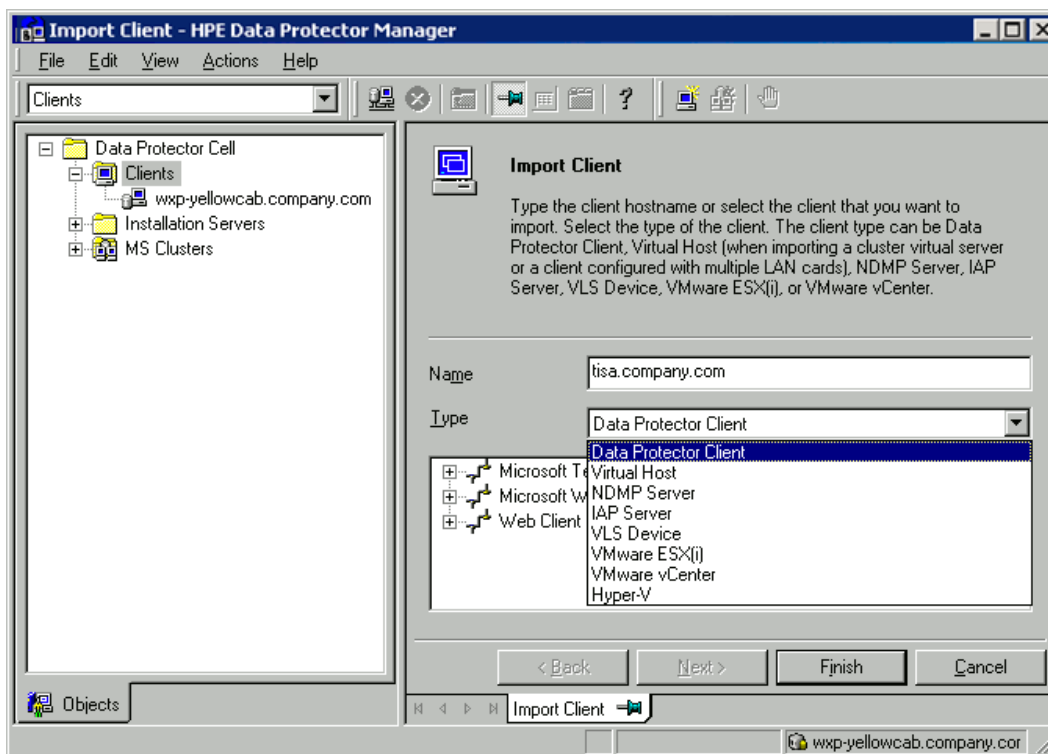 Import Client - HPE Data Protector Manager
File Edit View Actions Help
Clients
Data Protector Cell
Clients
wxp-yellowcab.company.com
Installation Servers
MS Clusters
Objects
Import Client
Type the client hostname or select the client that you want to
import. Select the type of the client. The client type can be Data
Protector Client, Virtual Host (when importing a cluster virtual server
or a client configured with multiple LAN cards), NDMP Server, IAP
Server, VLS Device, VMware ESX(i), or VMware vCenter.
Name
tisa.company.com
Type
Data Protector Client
Data Protector Client
Virtual Host
NDMP Server
IAP Server
VLS Device
VMware ESX(i)
VMware vCenter
Hyper-V
Microsoft Te
Microsoft W
Web Client
< Back Next > Finish Cancel
Import Client
wxp-yellowcab.company.cor